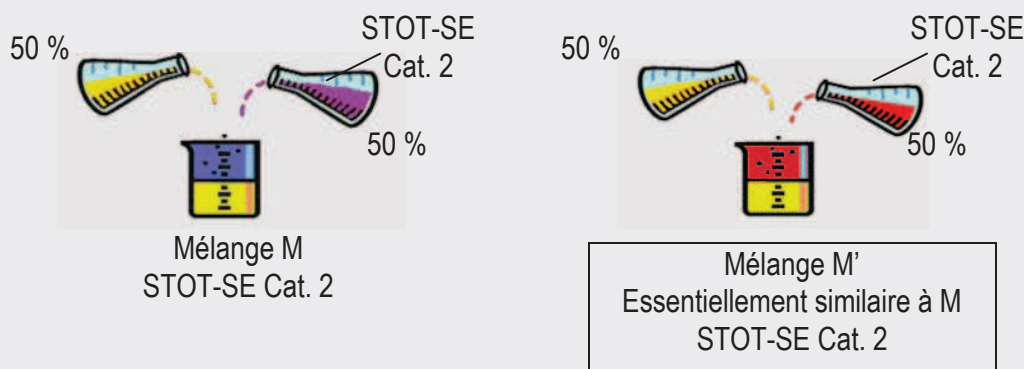 50 %
STOT-SE
Cat. 2
50 %
Mélange M
STOT-SE Cat. 2
50 %
STOT-SE
Cat. 2
50 %
Mélange M’
Essentiellement similaire à M
STOT-SE Cat. 2